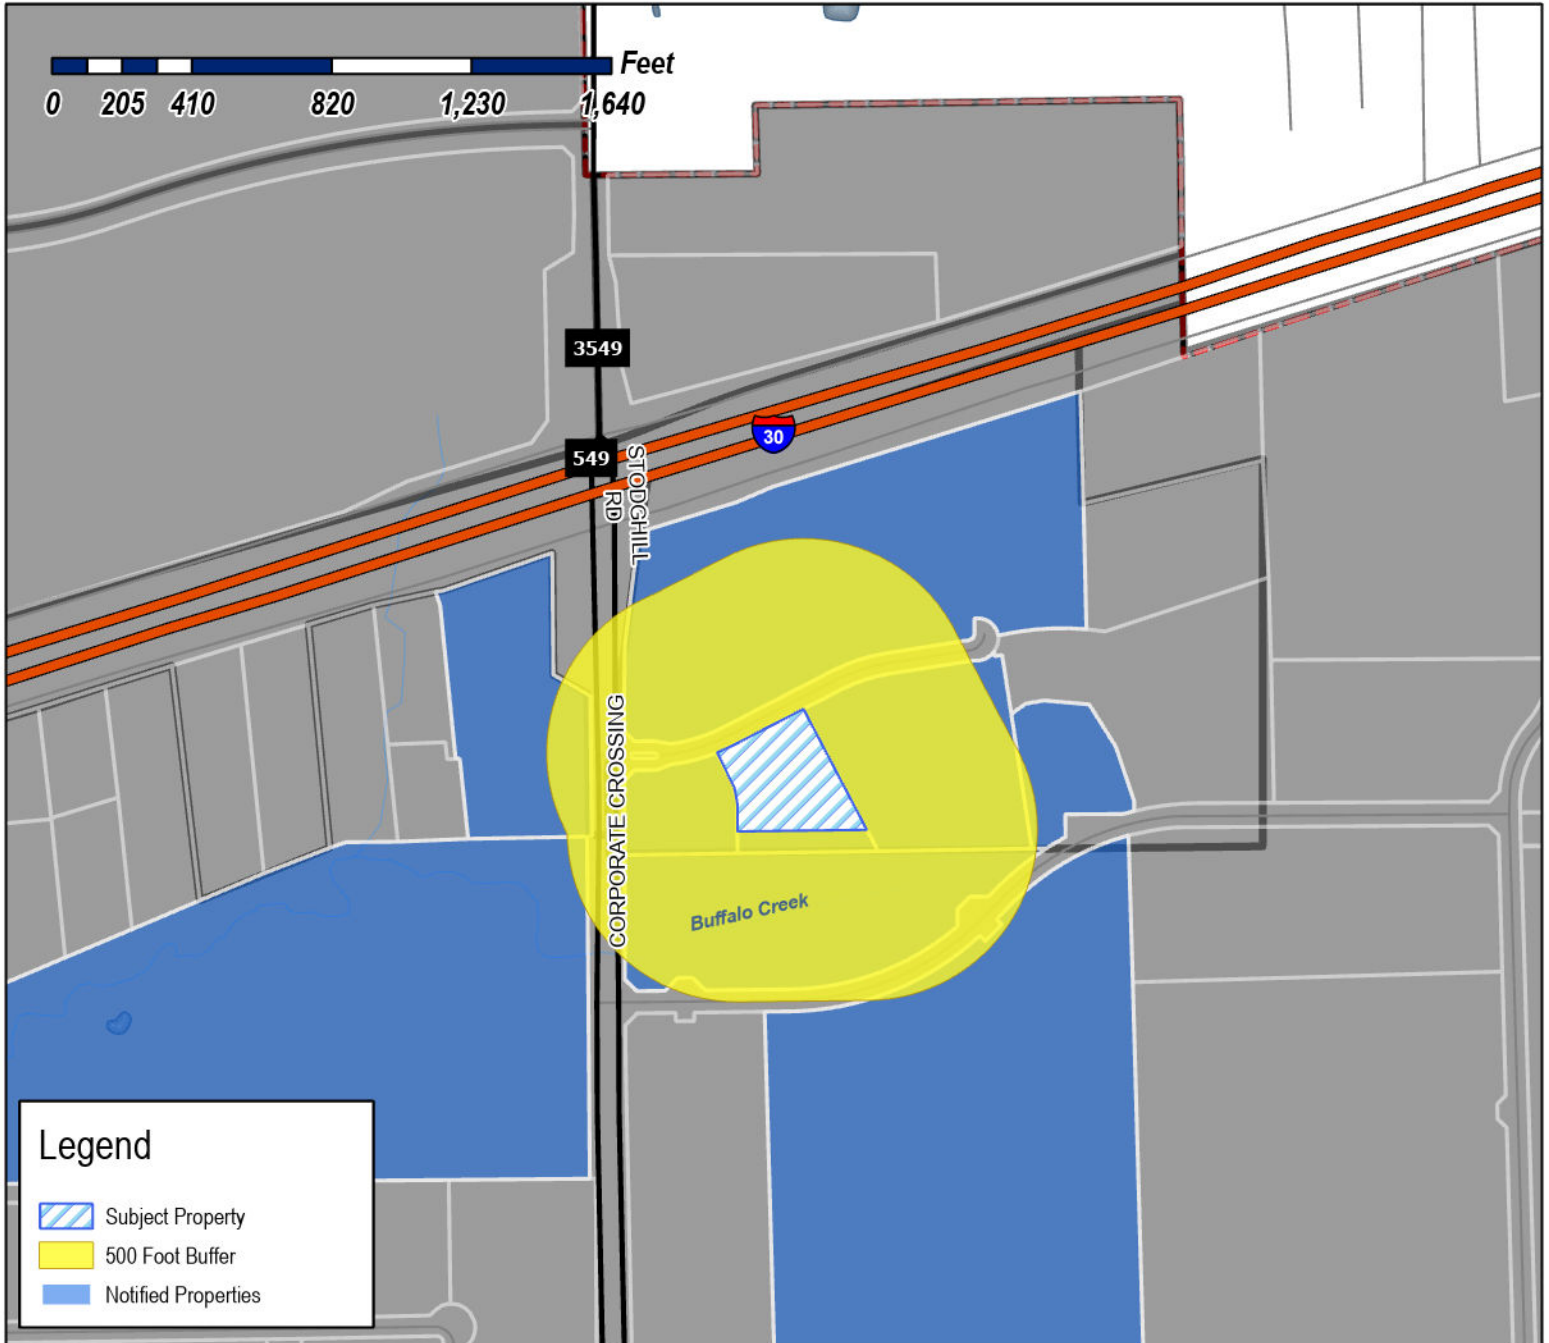 Feet
0 205 410 820 1,230 1,640
3549
30
549
STODGHILL
RD
CORPORATE CROSSING
Buffalo Creek
Legend
Subject Property
500 Foot Buffer
Notified Properties